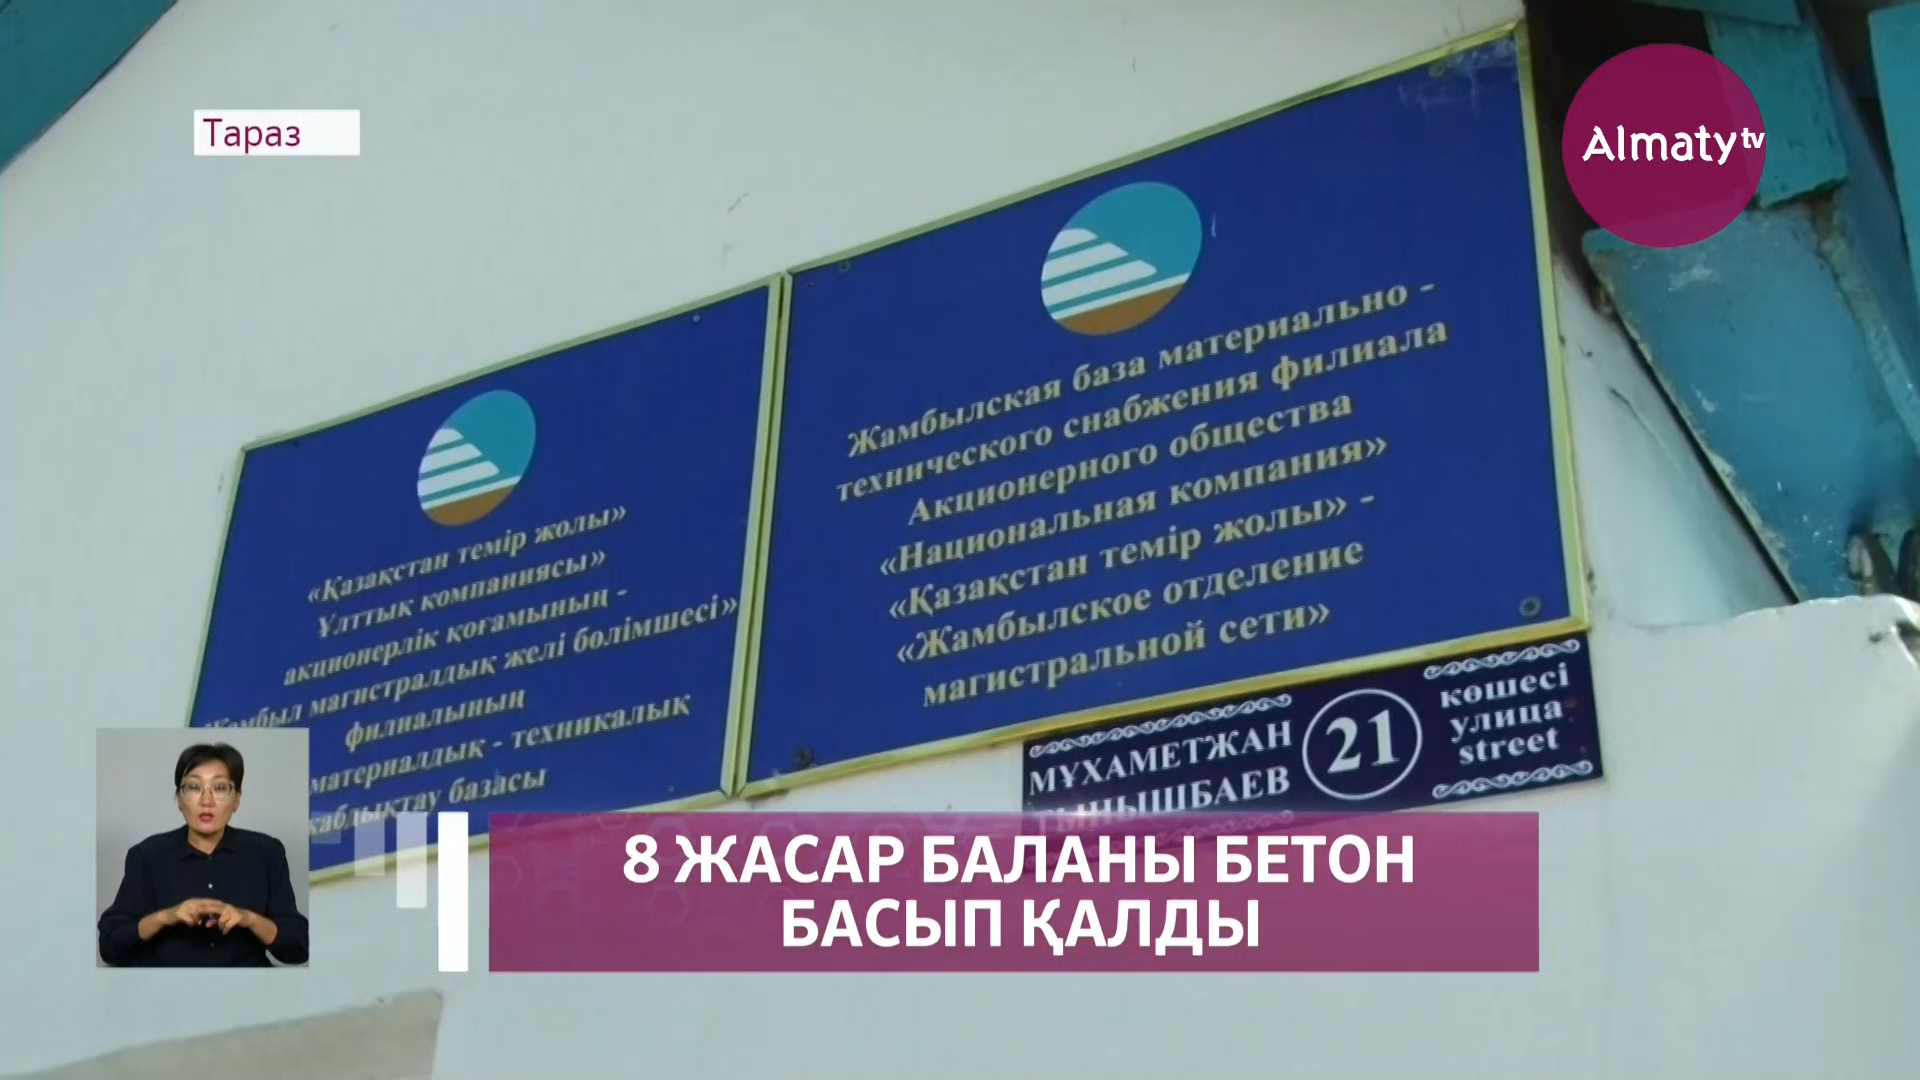 Тараз
Almaty tv
«Қазақстан темір жолы»
Ұлттық компаниясы»
акционерлік қоғамының -
магистралдық желі бөлімшесі»
филиалының
материалдық - техникалық
жабдықтау базасы
Жамбылская база материально -
технического снабжения филиала
Акционерного общества
«Национальная компания»
«Қазақстан темір жолы» -
«Жамбылское отделение
магистральной сети»
МҰХАМЕТЖАН
ТЫНЫШБАЕВ
21
көшесі
улица
street
8 ЖАСАР БАЛАНЫ БЕТОН
БАСЫП ҚАЛДЫ